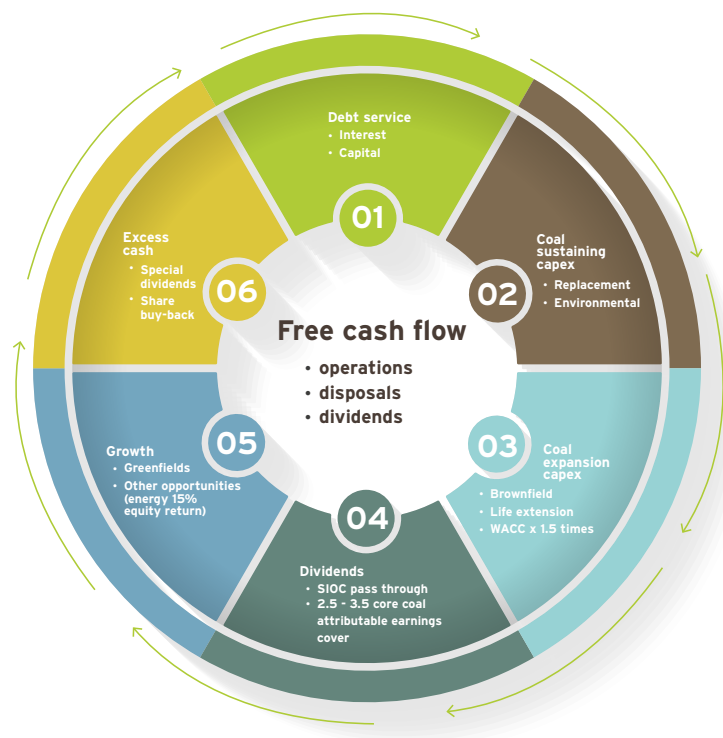 Debt service
• Interest
• Capital
01
Coal
sustaining
capex
• Replacement
• Environmental
02
03
Coal
expansion
capex
• Brownfield
• Life extension
• WACC x 1.5 times
04
Dividends
• SIOC pass through
• 2.5 - 3.5 core coal
attributable earnings
cover
05
Growth
• Greenfields
• Other opportunities
(energy 15%
equity return)
06
Excess
cash
• Special
dividends
• Share
buy-back
Free cash flow
• operations
• disposals
• dividends